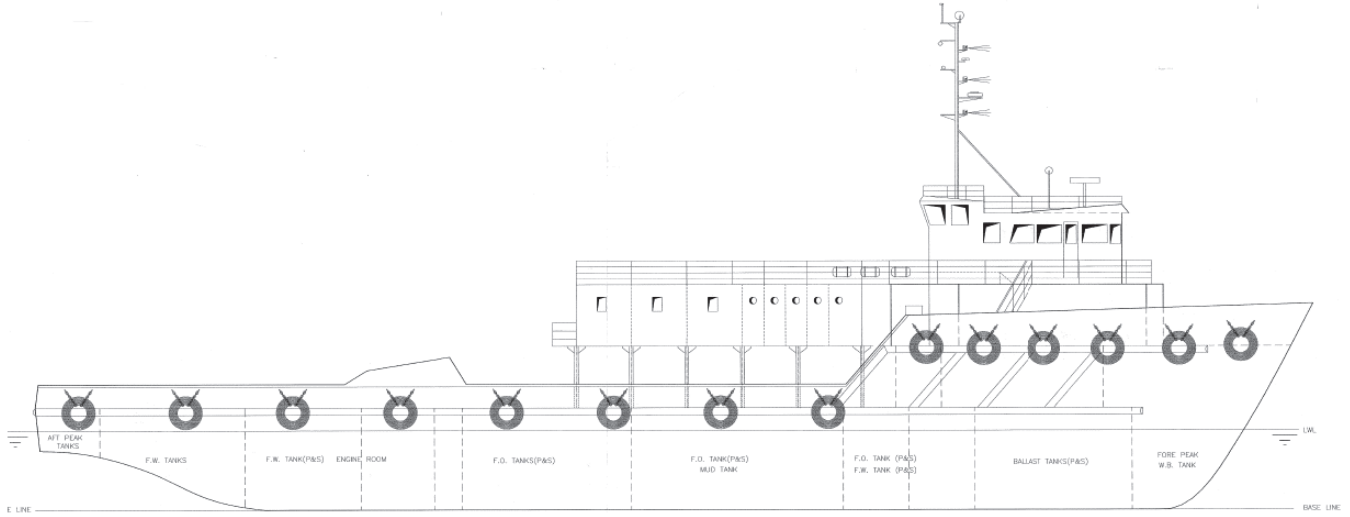 LWL
AFT PEAK
TANKS
F.W. TANKS
F.W. TANK(P&S)
ENGINE ROOM
F.O. TANKS(P&S)
F.O. TANK(P&S)
MUD TANK
F.O. TANK (P&S)
F.W. TANK (P&S)
BALLAST TANKS(P&S)
FORE PEAK
W.B. TANK
E LINE
BASE LINE